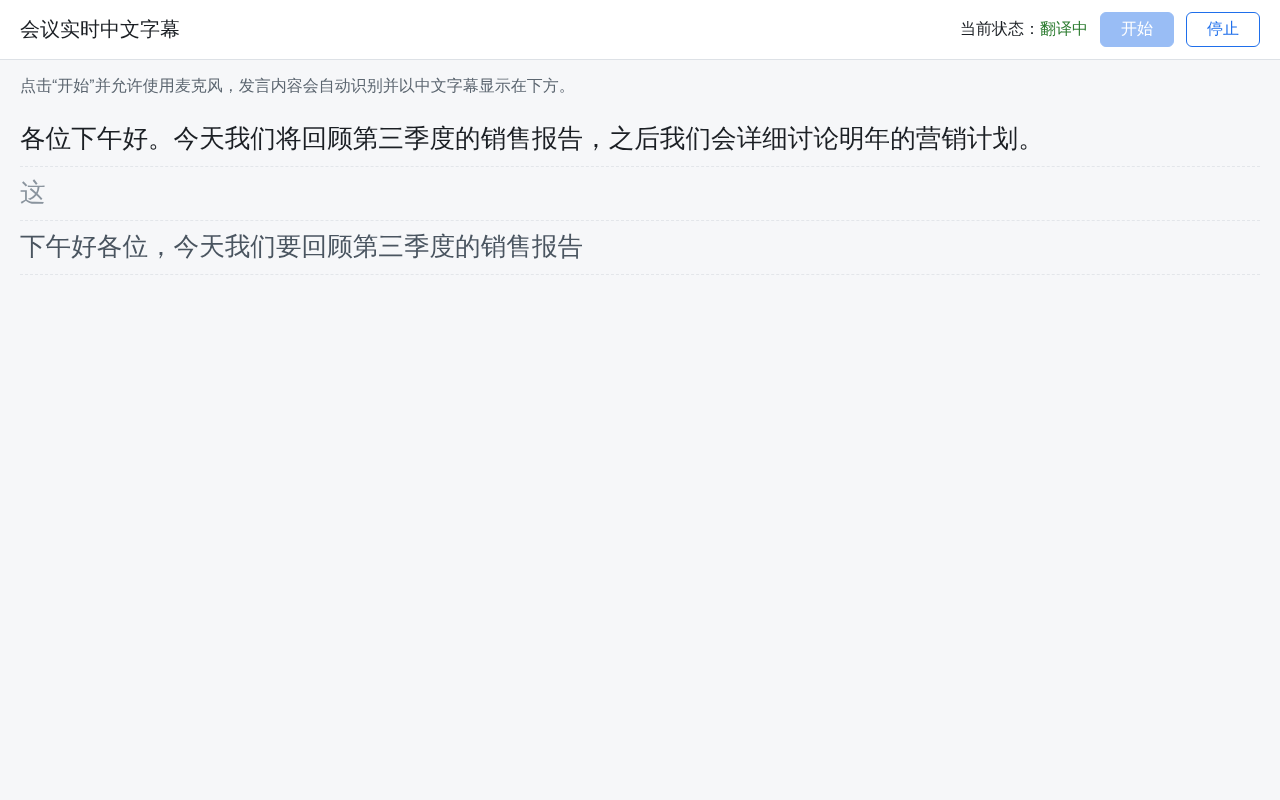 会议实时中文字幕
当前状态：翻译中 开始 停止
点击“开始”并允许使用麦克风，发言内容会自动识别并以中文字幕显示在下方。
各位下午好。今天我们将回顾第三季度的销售报告，之后我们会详细讨论明年的营销计划。
这
下午好各位，今天我们要回顾第三季度的销售报告